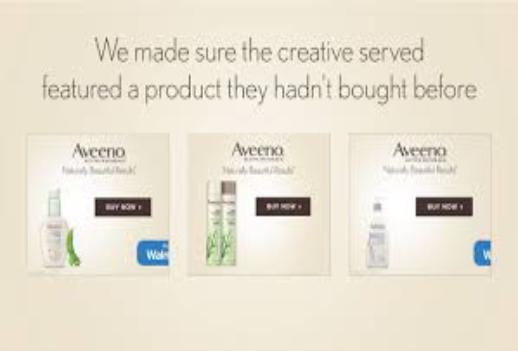 We made sure the creative served
featured a product they hadn't bought before
Aveeno
Naturally Beautiful Results
BUY NOW
Walm
Aveeno
Naturally Beautiful Results
BUY NOW
Aveeno
Naturally Beautiful Results
BUY NOW
W